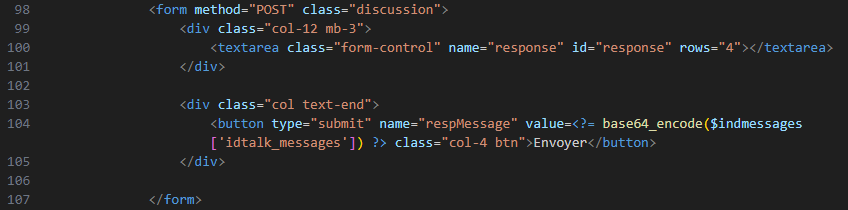 98 <form method="POST" class="discussion">
99 <div class="col-12 mb-3">
100 <textarea class="form-control" name="response" id="response" rows="4"></textarea>
101 </div>
102
103 <div class="col text-end">
104 <button type="submit" name="respMessage" value=<?= base64_encode($indmessages
['idtalk_messages']) ?> class="col-4 btn">Envoyer</button>
105 </div>
106
107 </form>